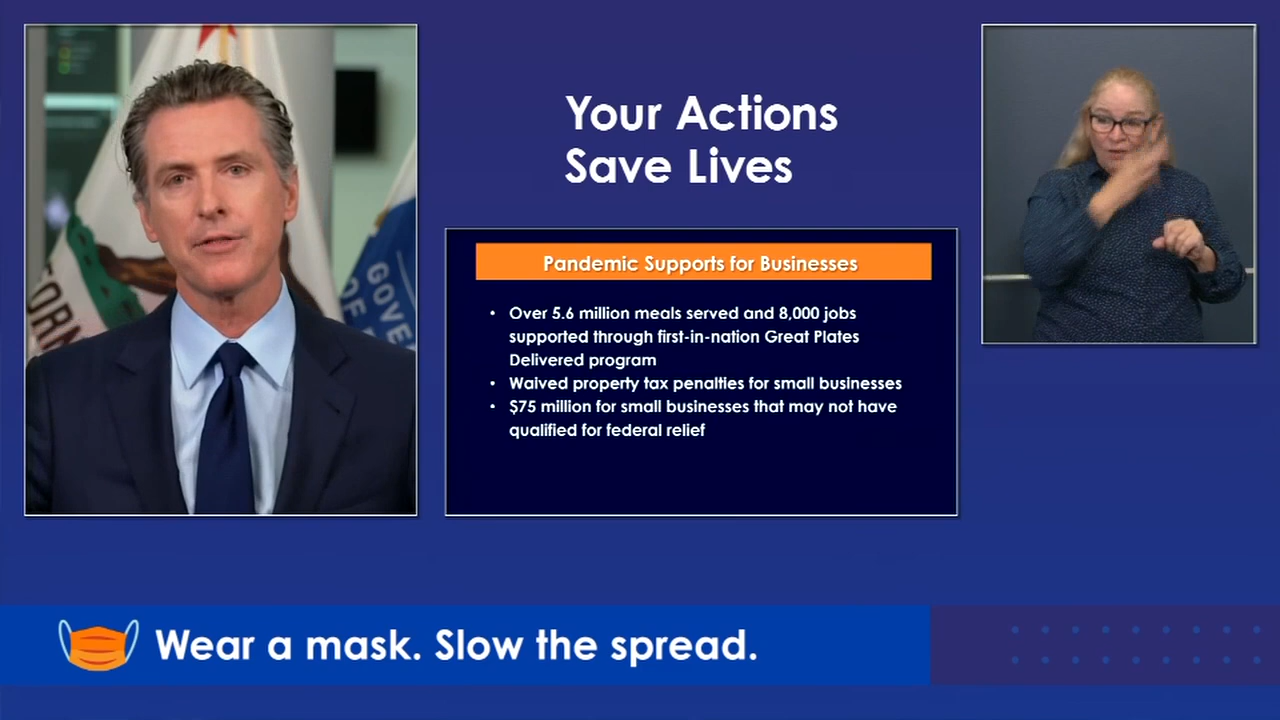 Your Actions
Save Lives
Pandemic Supports for Businesses
• Over 5.6 million meals served and 8,000 jobs
supported through first-in-nation Great Plates
Delivered program
• Waived property tax penalties for small businesses
• $75 million for small businesses that may not have
qualified for federal relief
Wear a mask. Slow the spread.